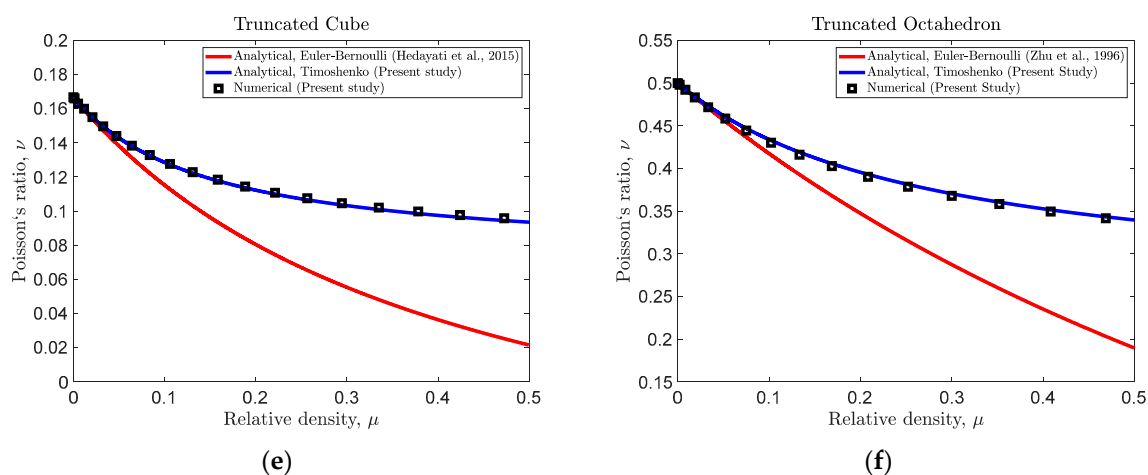 Truncated Cube
0.2
0.18
0.16
0.14
0.12
0.1
0.08
0.06
0.04
0.02
0
Poisson‘s ratio, ν
Analytical, Euler-Bernoulli (Hedayati et al., 2015)
Analytical, Timoshenko (Present study)
Numerical (Present study)
0 0.1 0.2 0.3 0.4 0.5
Relative density, μ
(e)
Truncated Octahedron
0.55
0.5
0.45
0.4
0.35
0.3
0.25
0.2
0.15
Poisson‘s ratio, ν
Analytical, Euler-Bernoulli (Zhu et al., 1996)
Analytical, Timoshenko (Present Study)
Numerical (Present Study)
0 0.1 0.2 0.3 0.4 0.5
Relative density, μ
(f)